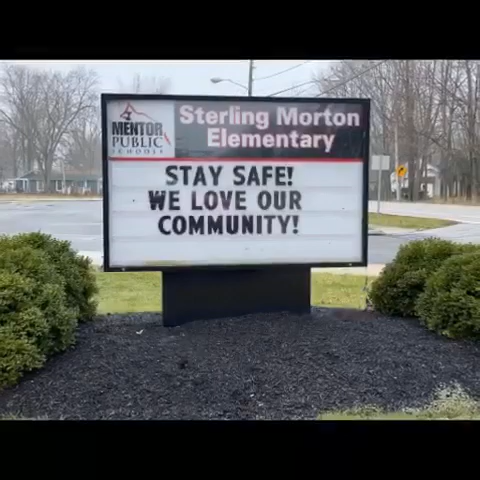 MENTOR
PUBLIC
SCHOOLS
Sterling Morton
Elementary
STAY SAFE!
WE LOVE OUR
COMMUNITY!